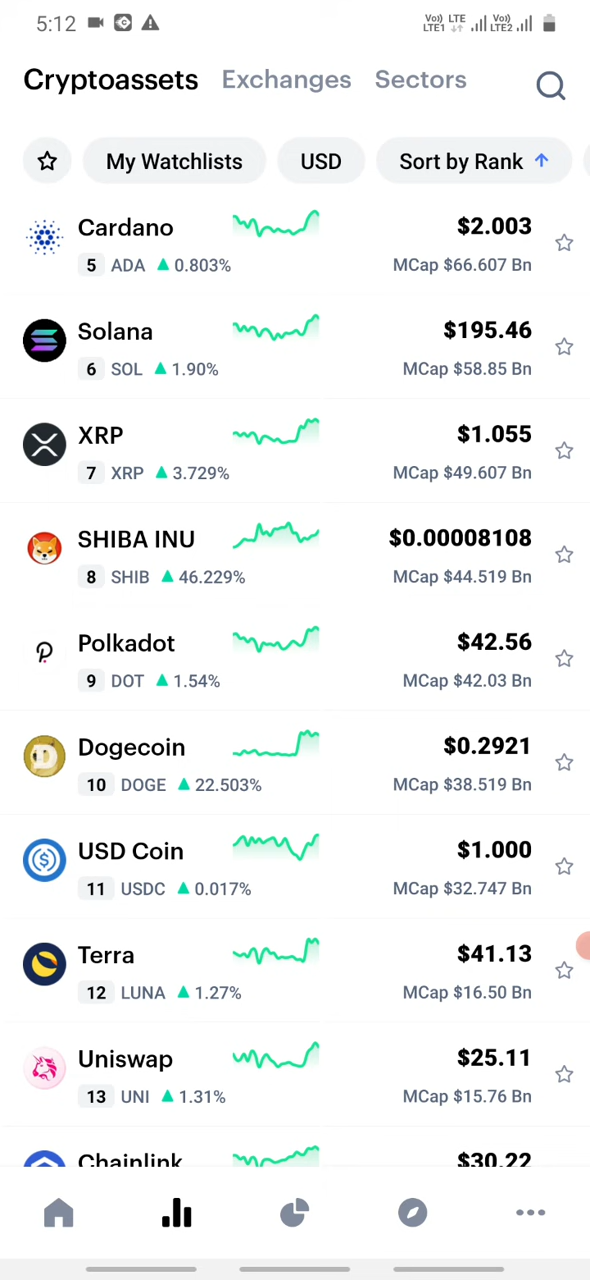 5:12 Vo) LTE LTE1 Vo) LTE2
Cryptoassets Exchanges Sectors
My Watchlists USD Sort by Rank
Cardano $2.003
5 ADA 0.803% MCap $66.607 Bn
Solana $195.46
6 SOL 1.90% MCap $58.85 Bn
XRP $1.055
7 XRP 3.729% MCap $49.607 Bn
SHIBA INU $0.00008108
8 SHIB 46.229% MCap $44.519 Bn
Polkadot $42.56
9 DOT 1.54% MCap $42.03 Bn
Dogecoin $0.2921
10 DOGE 22.503% MCap $38.519 Bn
USD Coin $1.000
11 USDC 0.017% MCap $32.747 Bn
Terra $41.13
12 LUNA 1.27% MCap $16.50 Bn
Uniswap $25.11
13 UNI 1.31% MCap $15.76 Bn
Chainlink $30.22